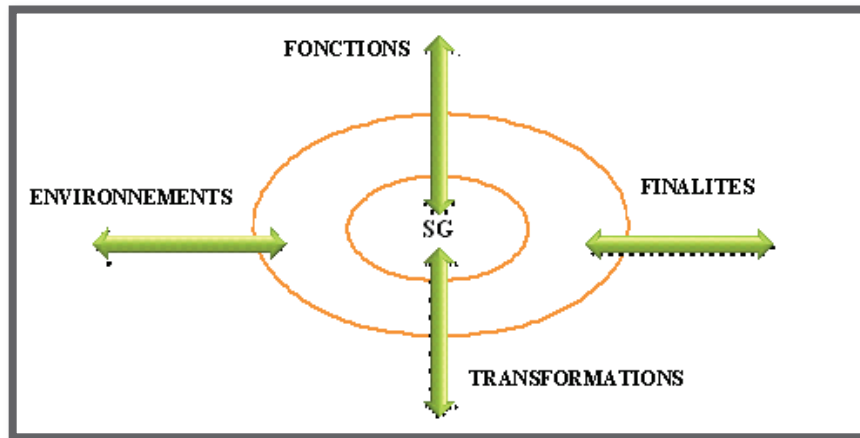 FONCTIONS
ENVIRONNEMENTS
FINALITES
SG
TRANSFORMATIONS